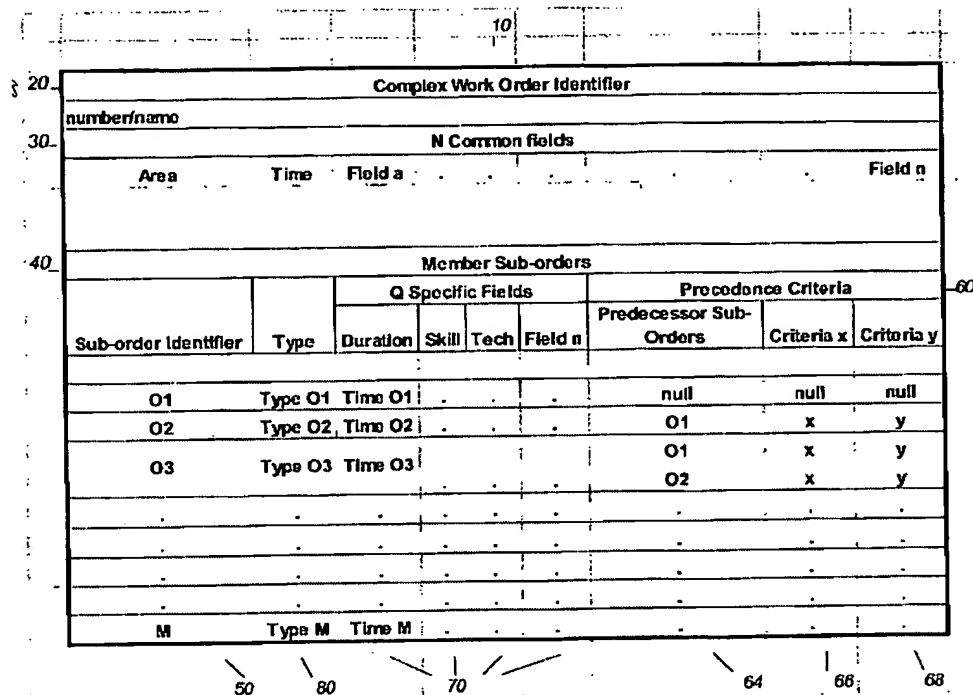 10
20
Complex Work Order Identifier
number/name
30
N Common fields
Area Time Field a . . . . . Field n
40
Member Sub-orders
Q Specific Fields Precedence Criteria 60
Sub-order Identifier Type Duration Skill Tech Field n Predecessor Sub-
Orders Criteria x Criteria y
O1 Type O1 Time O1 . . . null null null
O2 Type O2 Time O2 . . . O1 x y
O3 Type O3 Time O3 . . . O1 x y
O2 x y
. . . . . . . . .
. . . . . . . . .
. . . . . . . . .
. . . . . . . . .
M Type M Time M . . . . . .
50 80 70 64 66 68